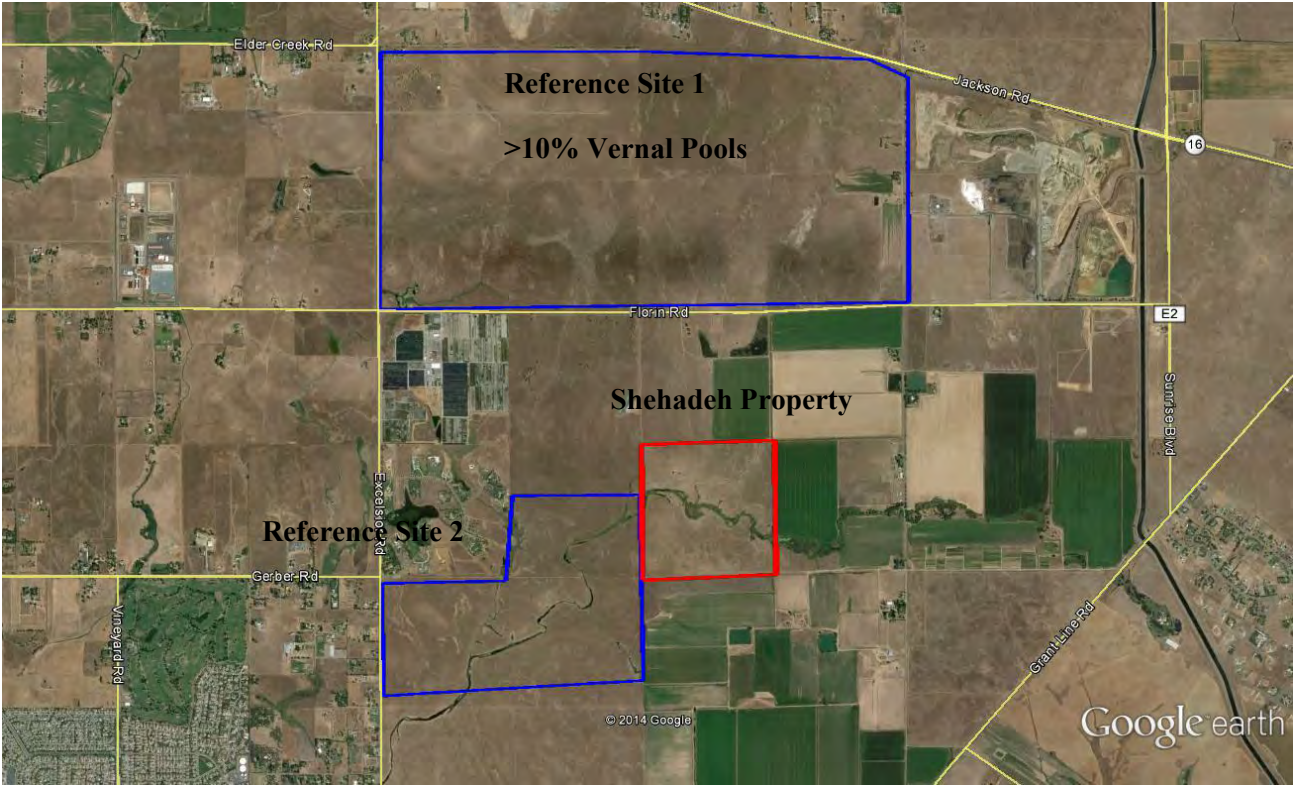 Elder Creek Rd
Reference Site 1
Jackson Rd
>10% Vernal Pools
16
Florin Rd
E2
Shehadeh Property
Sunrise Blvd
Excelsior Rd
Reference Site 2
Gerber Rd
Vineyard Rd
Grant Line Rd
© 2014 Google
Google earth